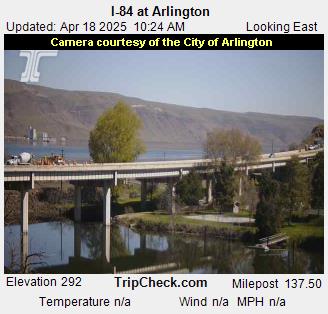 I-84 at Arlington
Updated: Apr 18 2025 10:24 AM Looking East
Camera courtesy of the City of Arlington
Elevation 292 TripCheck.com Milepost 137.50
Temperature n/a Wind n/a MPH n/a